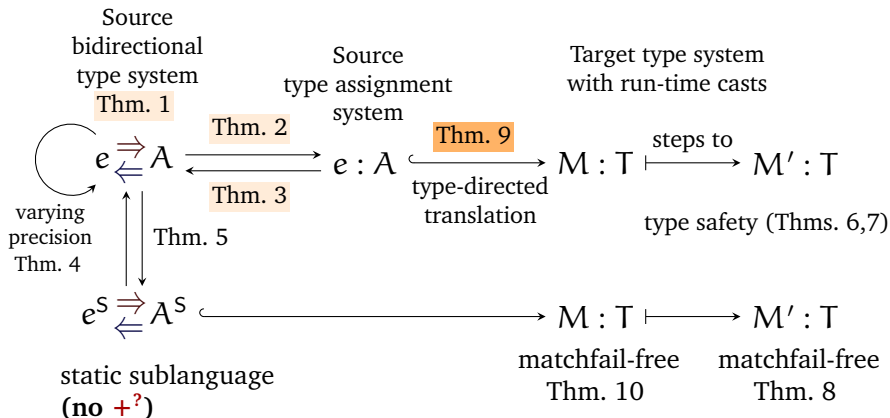 Source
bidirectional
type system
Thm. 1
Source
type assignment
system
Target type system
with run-time casts
Thm. 2
Thm. 9
steps to
e ⇒ ⇐ A
e : A
M : T
M′ : T
Thm. 3
type-directed
translation
varying
precision
Thm. 4
Thm. 5
type safety (Thms. 6,7)
eS ⇒ ⇐ AS
M : T
M′ : T
matchfail-free
Thm. 10
matchfail-free
Thm. 8
static sublanguage
(no +?)